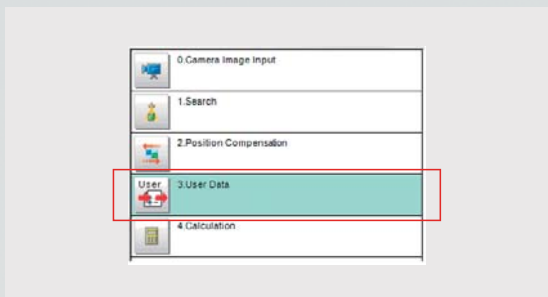 0.Camera Image Input
1.Search
2.Position Compensation
User
3.User Data
4.Calculation